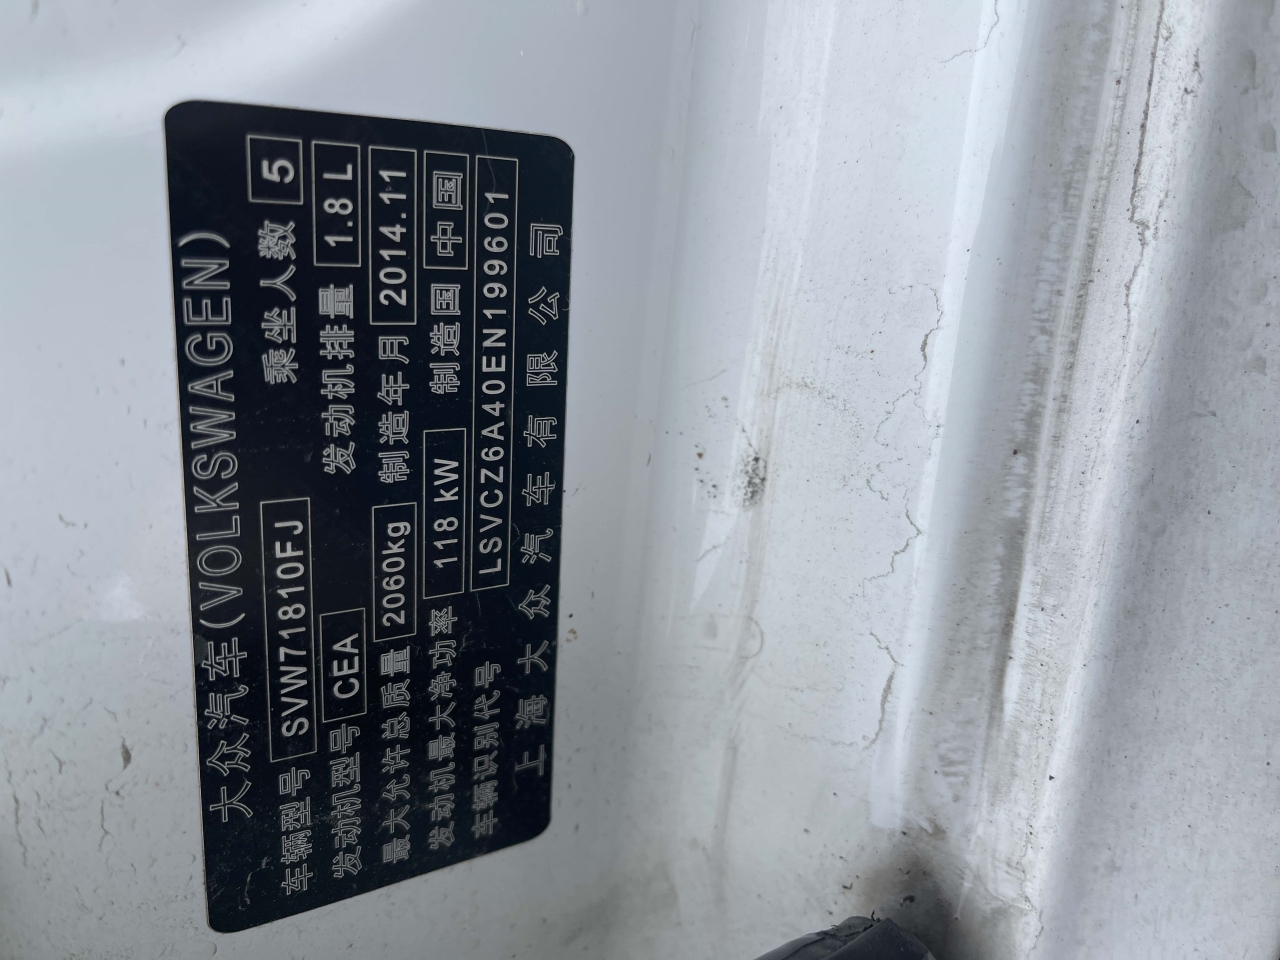 大众汽车(VOLKSWAGEN)
车辆型号 SVW71810FJ 乘坐人数 5
发动机型号 CEA 发动机排量 1.8 L
最大允许总质量 2060kg 制造年月 2014.11
发动机最大净功率 118 kW 制造国 中国
车辆识别代号 LSVCZ6A40EN199601
上海大众汽车有限公司